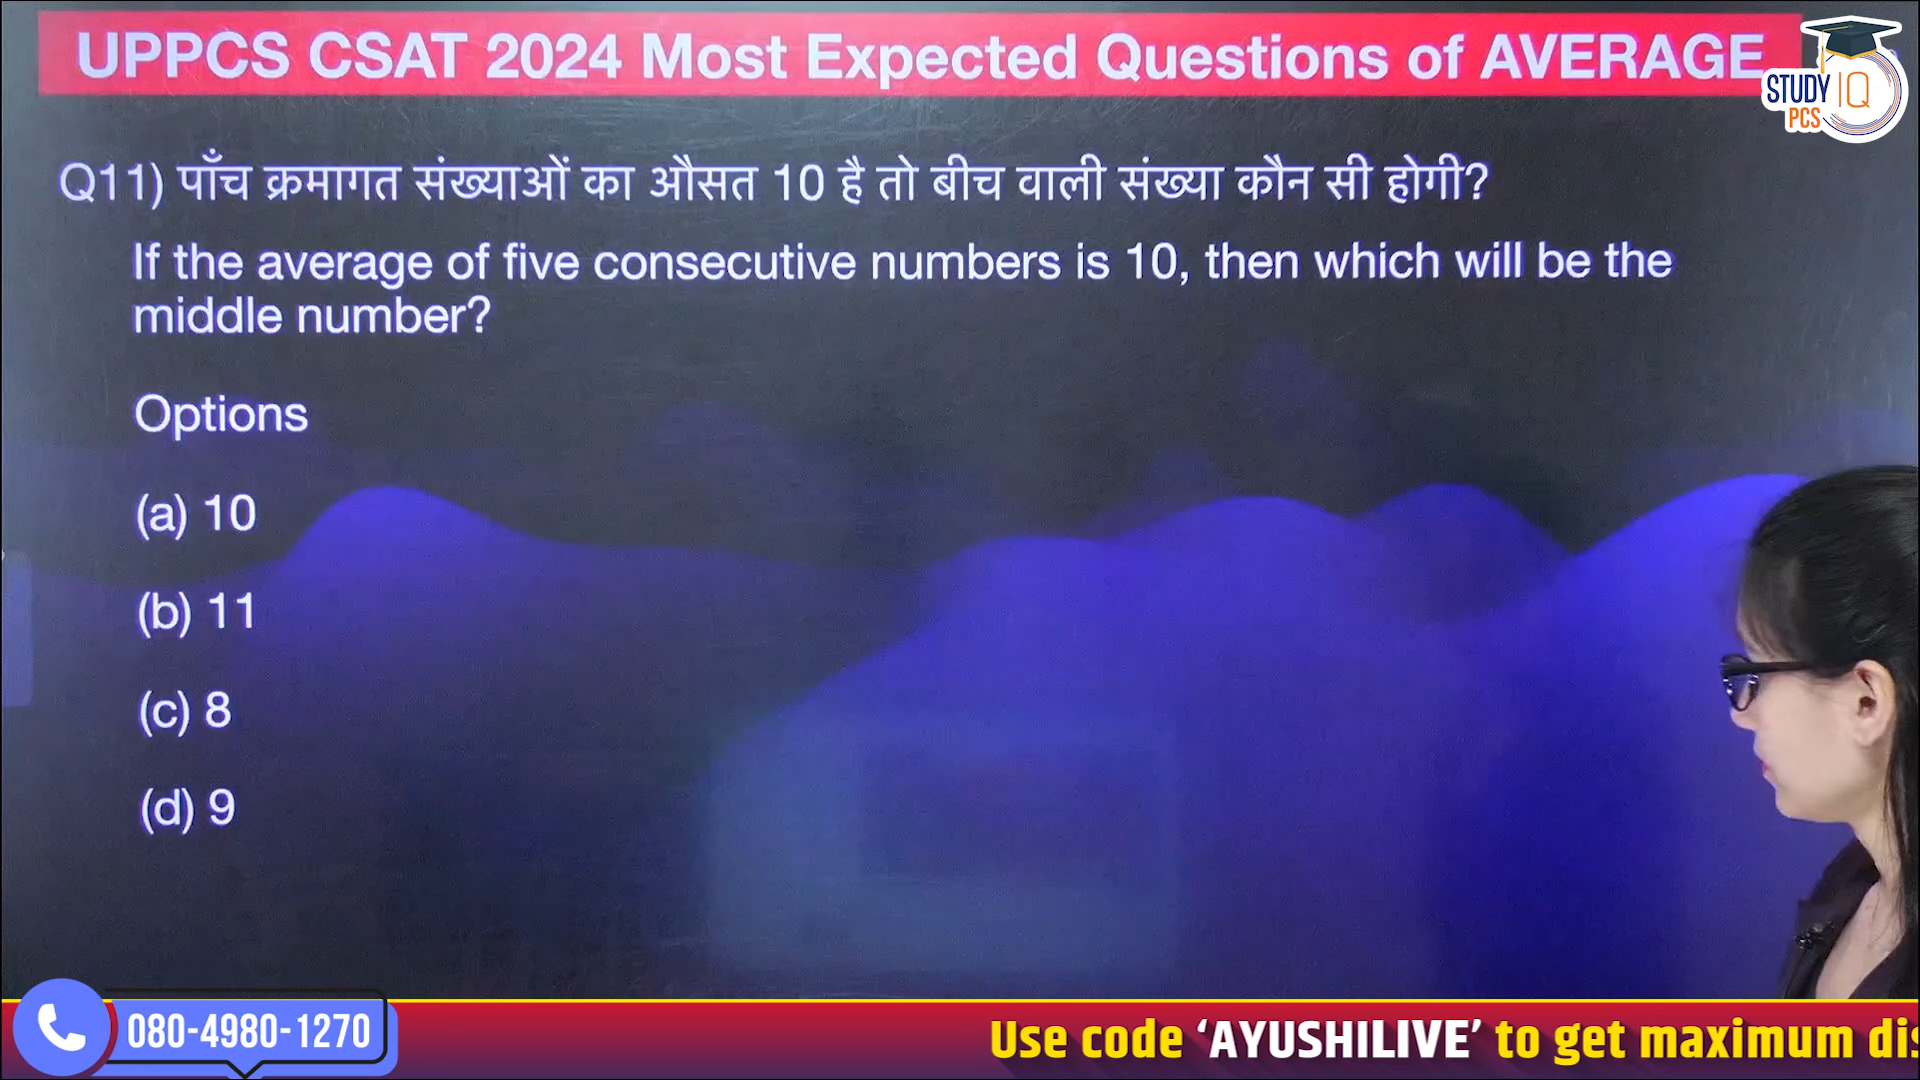 UPPCS CSAT 2024 Most Expected Questions of AVERAGE
STUDY IQ
PCS
Q11) पाँच क्रमागत संख्याओं का औसत 10 है तो बीच वाली संख्या कौन सी होगी?
If the average of five consecutive numbers is 10, then which will be the
middle number?
Options
(a) 10
(b) 11
(c) 8
(d) 9
080-4980-1270
Use code ‘AYUSHILIVE’ to get maximum dis